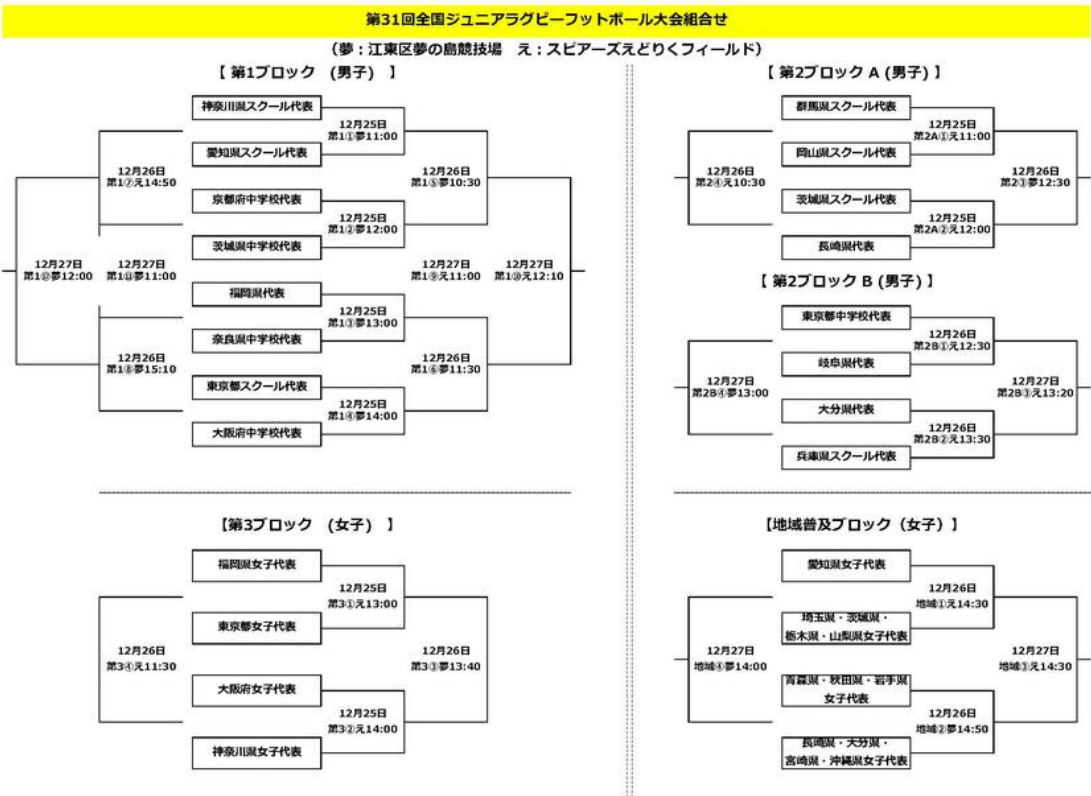 第31回全国ジュニアラグビーフットボール大会組合せ
(夢：江東区夢の島競技場　え：スピアーズえどりくフィールド)
【 第1ブロック　(男子)　】
神奈川県スクール代表
12月25日
第1①夢11:00
愛知県スクール代表
12月26日
第1⑦え14:50
12月26日
第1⑤夢10:30
京都府中学校代表
12月25日
第1②夢12:00
茨城県中学校代表
12月27日
第1⑫夢12:00
12月27日
第1⑪夢11:00
12月27日
第1⑨え11:00
12月27日
第1⑩え12:10
福岡県代表
12月25日
第1③夢13:00
奈良県中学校代表
12月26日
第1⑧夢15:10
12月26日
第1⑥夢11:30
東京都スクール代表
12月25日
第1④夢14:00
大阪府中学校代表
【 第2ブロック A (男子) 】
群馬県スクール代表
12月25日
第2A①え11:00
岡山県スクール代表
12月26日
第2④え10:30
12月26日
第2③夢12:30
茨城県スクール代表
12月25日
第2A②え12:00
長崎県代表
【 第2ブロック B (男子) 】
東京都中学校代表
12月26日
第2B①え12:30
岐阜県代表
12月27日
第2B④夢13:00
12月27日
第2B③え13:20
大分県代表
12月26日
第2B②え13:30
兵庫県スクール代表
【第3ブロック　(女子)　】
福岡県女子代表
12月25日
第3①え13:00
東京都女子代表
12月26日
第3④え11:30
12月26日
第3③夢13:40
大阪府女子代表
12月25日
第3②え14:00
神奈川県女子代表
【地域普及ブロック（女子）】
愛知県女子代表
12月26日
地域①え14:30
埼玉県・茨城県・
栃木県・山梨県女子代表
12月27日
地域④夢14:00
12月27日
地域③え14:30
青森県・秋田県・岩手県
女子代表
12月26日
地域②夢14:50
長崎県・大分県・
宮崎県・沖縄県女子代表